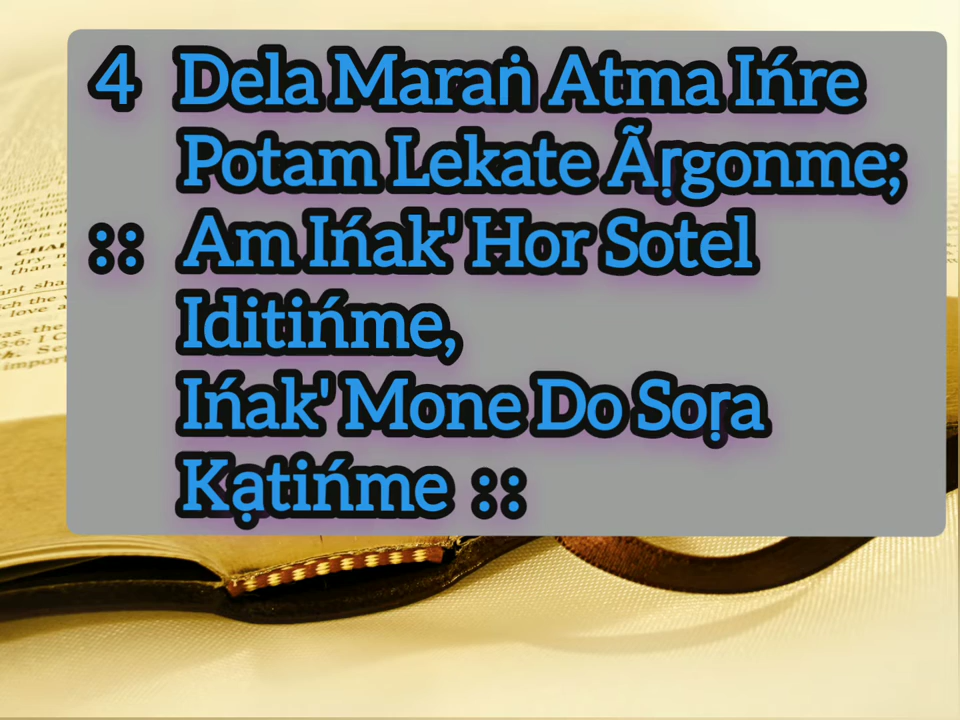 4 Dela Maraṅ Atma Ińre
Potam Lekate Ãṛgonme;
:: Am Ińak' Hor Sotel
Iditińme,
Ińak' Mone Do Soṛa
Kạtińme ::